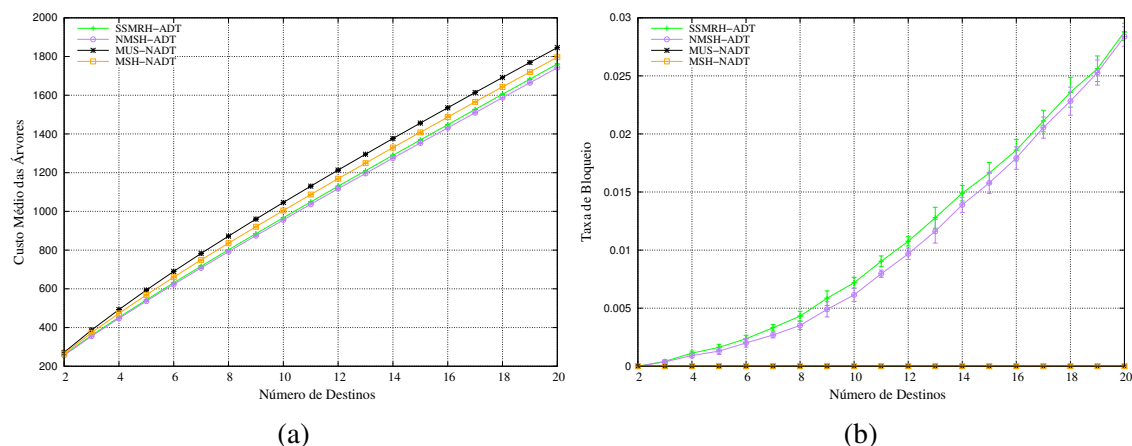 SSMRH-ADT
NMSH-ADT
MUS-NADT
MSH-NADT
Custo Médio das Árvores
2000
1800
1600
1400
1200
1000
800
600
400
200
2 4 6 8 10 12 14 16 18 20
Número de Destinos
(a)
SSMRH-ADT
NMSH-ADT
MUS-NADT
MSH-NADT
Taxa de Bloqueio
0.03
0.025
0.02
0.015
0.01
0.005
0
2 4 6 8 10 12 14 16 18 20
Número de Destinos
(b)